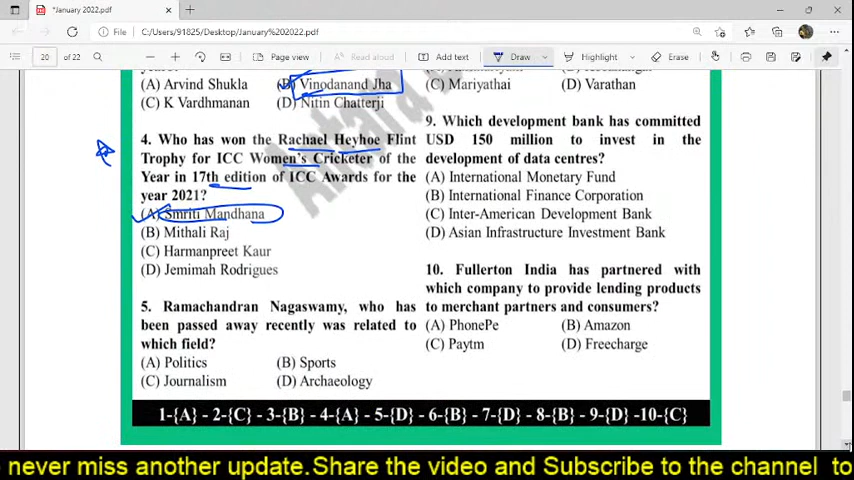 January 2022.pdf
File | C:/Users/91825/Desktop/January%202022.pdf
20 of 22
Page view
Read aloud
Add text
Draw
Highlight
Erase
(A) Arvind Shukla (B) Vinodanand Jha
(C) K Vardhmanan (D) Nitin Chatterji
4. Who has won the Rachael Heyhoe Flint
Trophy for ICC Women's Cricketer of the
Year in 17th edition of ICC Awards for the
year 2021?
(A) Smriti Mandhana
(B) Mithali Raj
(C) Harmanpreet Kaur
(D) Jemimah Rodrigues
5. Ramachandran Nagaswamy, who has
been passed away recently was related to
which field?
(A) Politics (B) Sports
(C) Journalism (D) Archaeology
(C) Mariyathai (D) Varathan
9. Which development bank has committed
USD 150 million to invest in the
development of data centres?
(A) International Monetary Fund
(B) International Finance Corporation
(C) Inter-American Development Bank
(D) Asian Infrastructure Investment Bank
10. Fullerton India has partnered with
which company to provide lending products
to merchant partners and consumers?
(A) PhonePe (B) Amazon
(C) Paytm (D) Freecharge
1-{A} - 2-{C} - 3-{B} - 4-{A} - 5-{D} - 6-{B} - 7-{D} - 8-{B} - 9-{D} -10-{C}
never miss another update.Share the video and Subscribe to the channel to